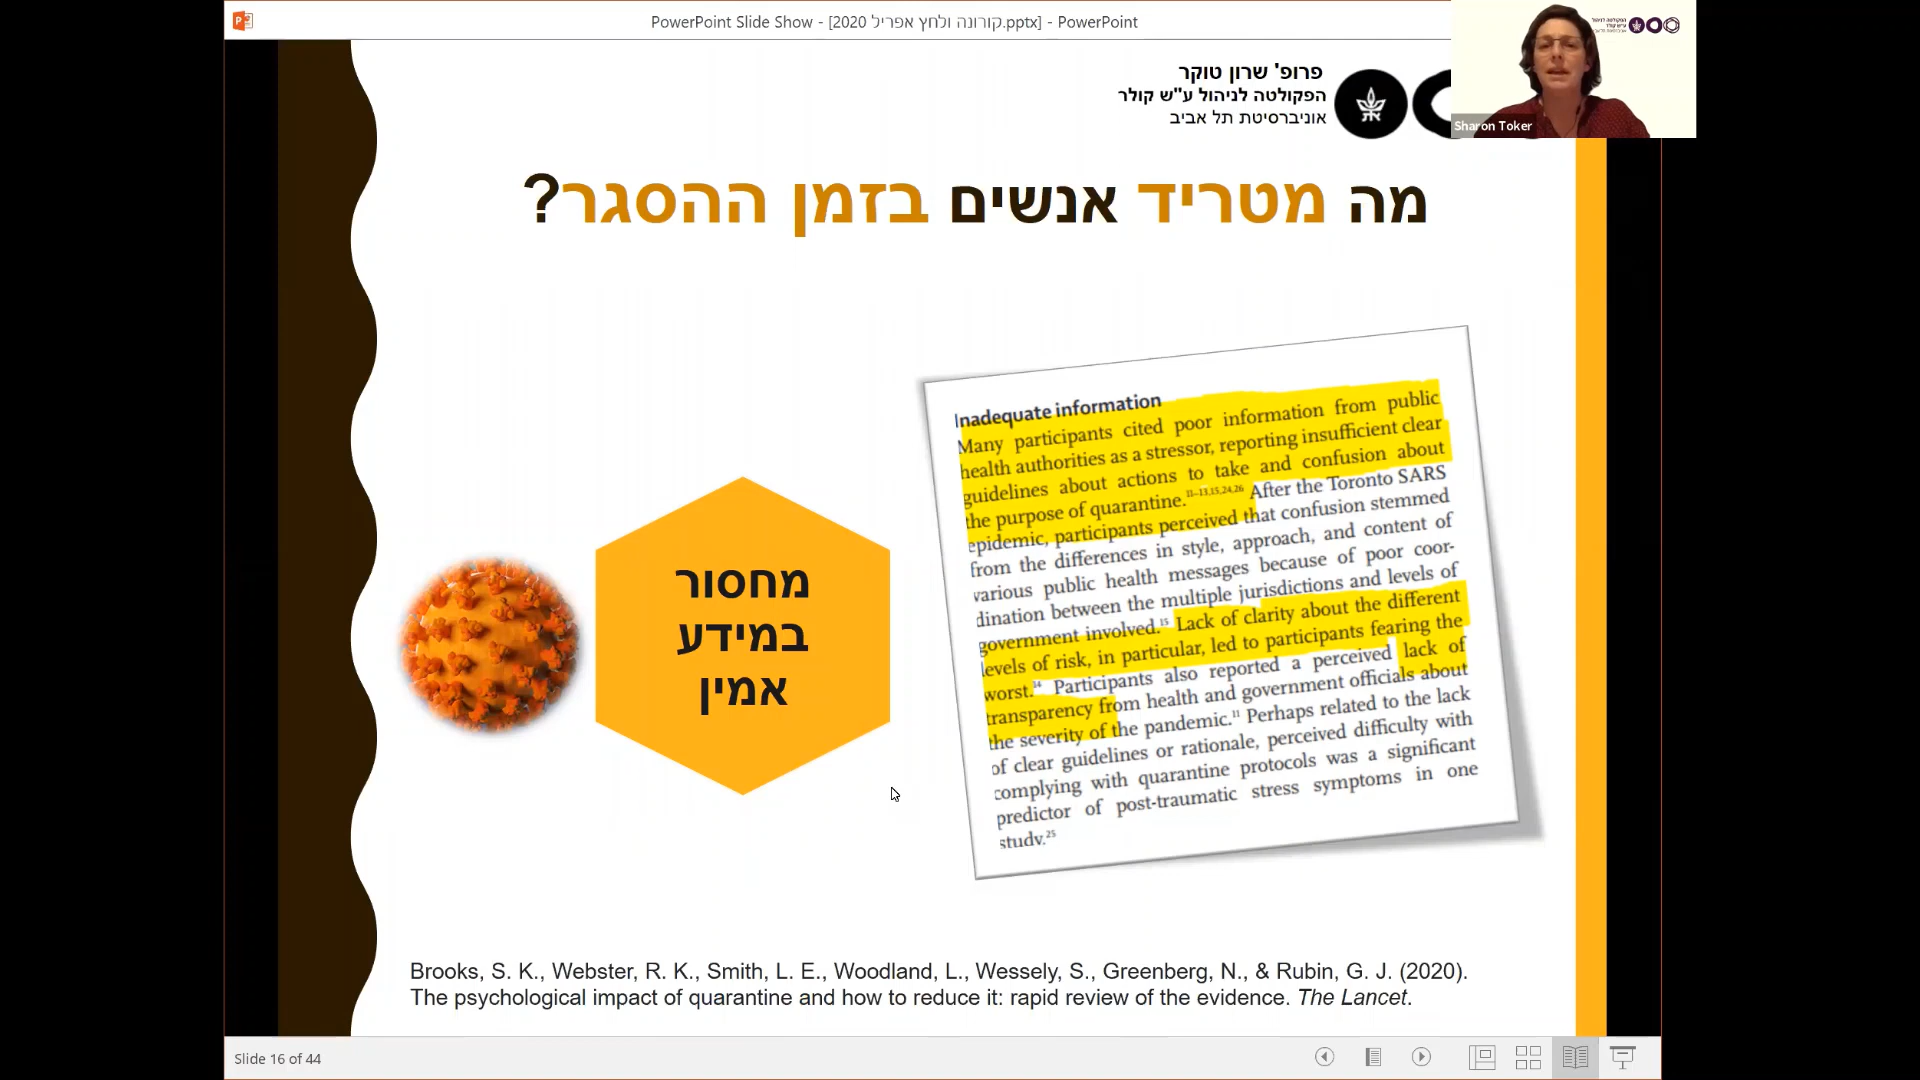 PowerPoint Slide Show - [קורונה ולחץ אפריל 2020.pptx] - PowerPoint
פרופ' שרון טוקר
הפקולטה לניהול ע"ש קולר
אוניברסיטת תל אביב
Sharon Toker
מה מטריד אנשים בזמן ההסגר?
Inadequate information
Many participants cited poor information from public
health authorities as a stressor, reporting insufficient clear
guidelines about actions to take and confusion about
the purpose of quarantine.11–13,15,24,26 After the Toronto SARS
epidemic, participants perceived that confusion stemmed
from the differences in style, approach, and content of
various public health messages because of poor coor-
dination between the multiple jurisdictions and levels of
government involved.15 Lack of clarity about the different
levels of risk, in particular, led to participants fearing the
worst.14 Participants also reported a perceived lack of
transparency from health and government officials about
the severity of the pandemic.11 Perhaps related to the lack
of clear guidelines or rationale, perceived difficulty with
complying with quarantine protocols was a significant
predictor of post-traumatic stress symptoms in one
study.25
מחסור
במידע
אמין
Brooks, S. K., Webster, R. K., Smith, L. E., Woodland, L., Wessely, S., Greenberg, N., & Rubin, G. J. (2020).
The psychological impact of quarantine and how to reduce it: rapid review of the evidence. The Lancet.
Slide 16 of 44